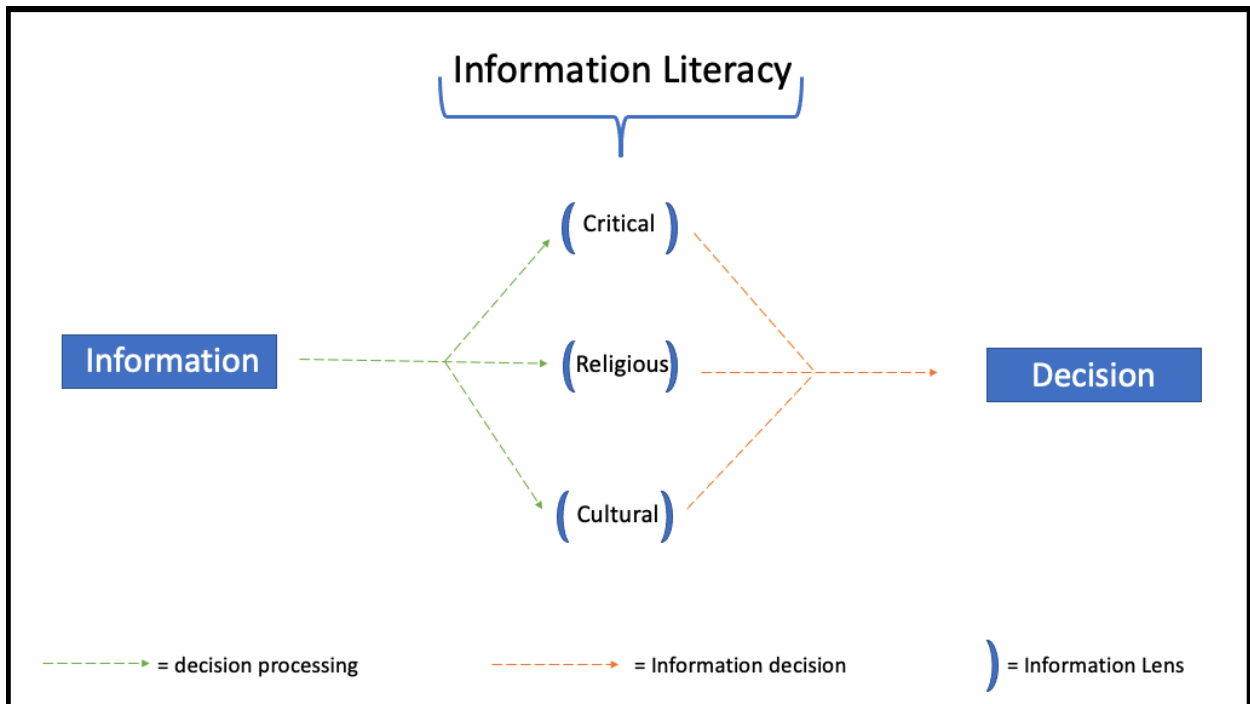 Information Literacy
Critical
Information
Religious
Decision
Cultural
= decision processing
= Information decision
= Information Lens